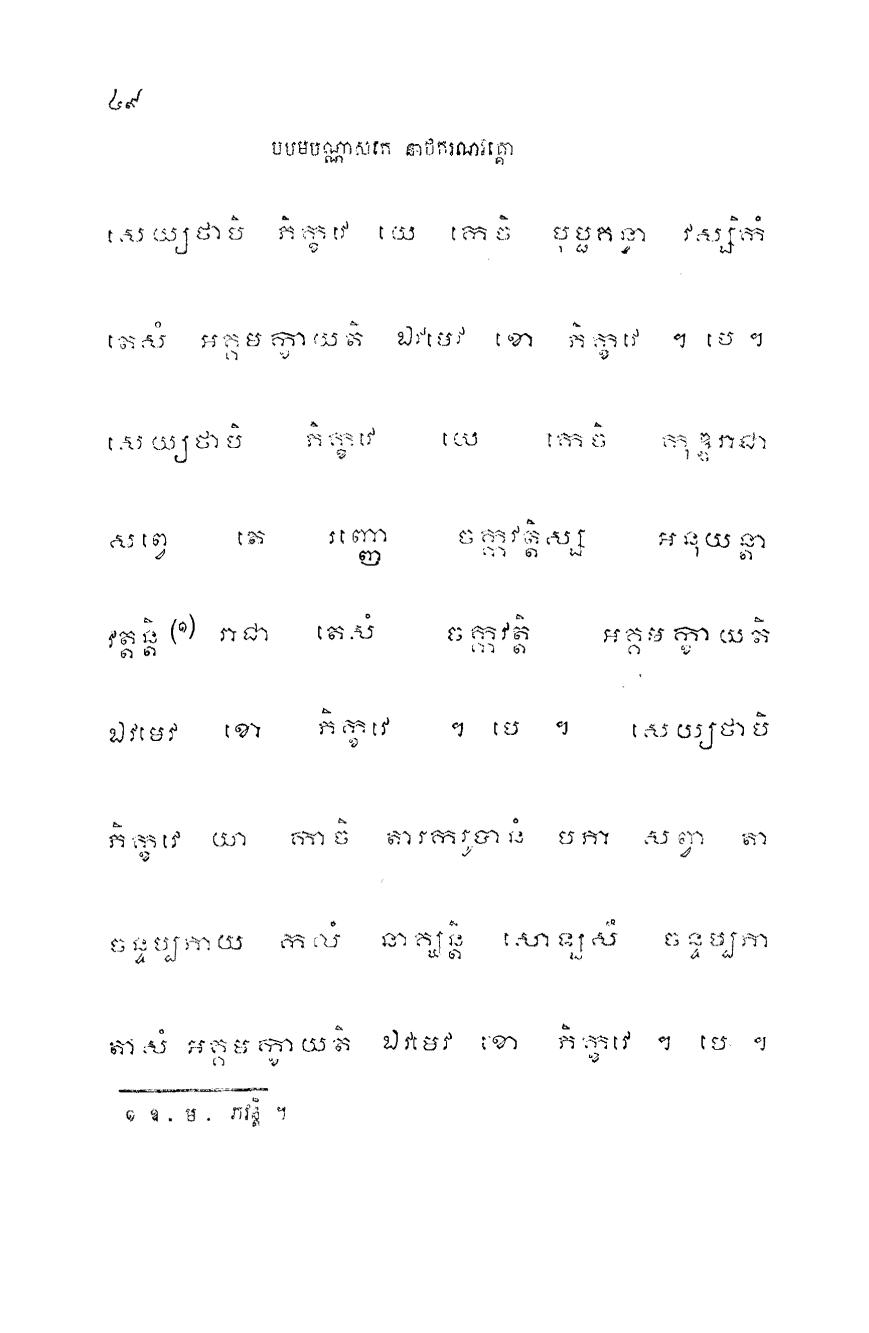 ៤៩
បឋមបណ្ណាសកេ នាថករណវគ្គោ
សេយ្យថាបិ ភិក្ខវេ យេ កេចិ បុប្ផគន្ធា វស្សិកំ
តេសំ អគ្គមក្ខាយតិ ឯវមេវ ខោ ភិក្ខវេ ។ បេ ។
សេយ្យថាបិ ភិក្ខវេ យេ កេចិ កុឌ្ឌរាជា
សព្វេ តេ រញ្ញោ ចក្កវត្តិស្ស អនុយន្តា
វត្តន្តិ (១) រាជា តេសំ ចក្កវត្តិ អគ្គមក្ខាយតិ
ឯវមេវ ខោ ភិក្ខវេ ។ បេ ។ សេយ្យថាបិ
ភិក្ខវេ យា កាចិ តារករូបានំ បភា សព្វា តា
ចន្ទប្បភាយ កលំ នាគ្ឃន្តិ សោឡសឹ ចន្ទប្បភា
តាសំ អគ្គមក្ខាយតិ ឯវមេវ ខោ ភិក្ខវេ ។ បេ ។
១ ឧ . ម . ភវន្តិ ។